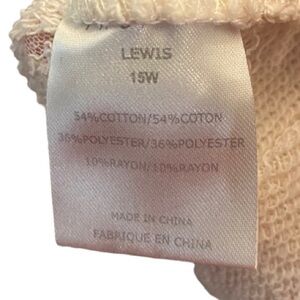 LEWIS
15W
54%COTTON/54%COTON
36%POLYESTER/36%POLYESTER
10%RAYON/10%RAYON
MADE IN CHINA
FABRIQUE EN CHINA